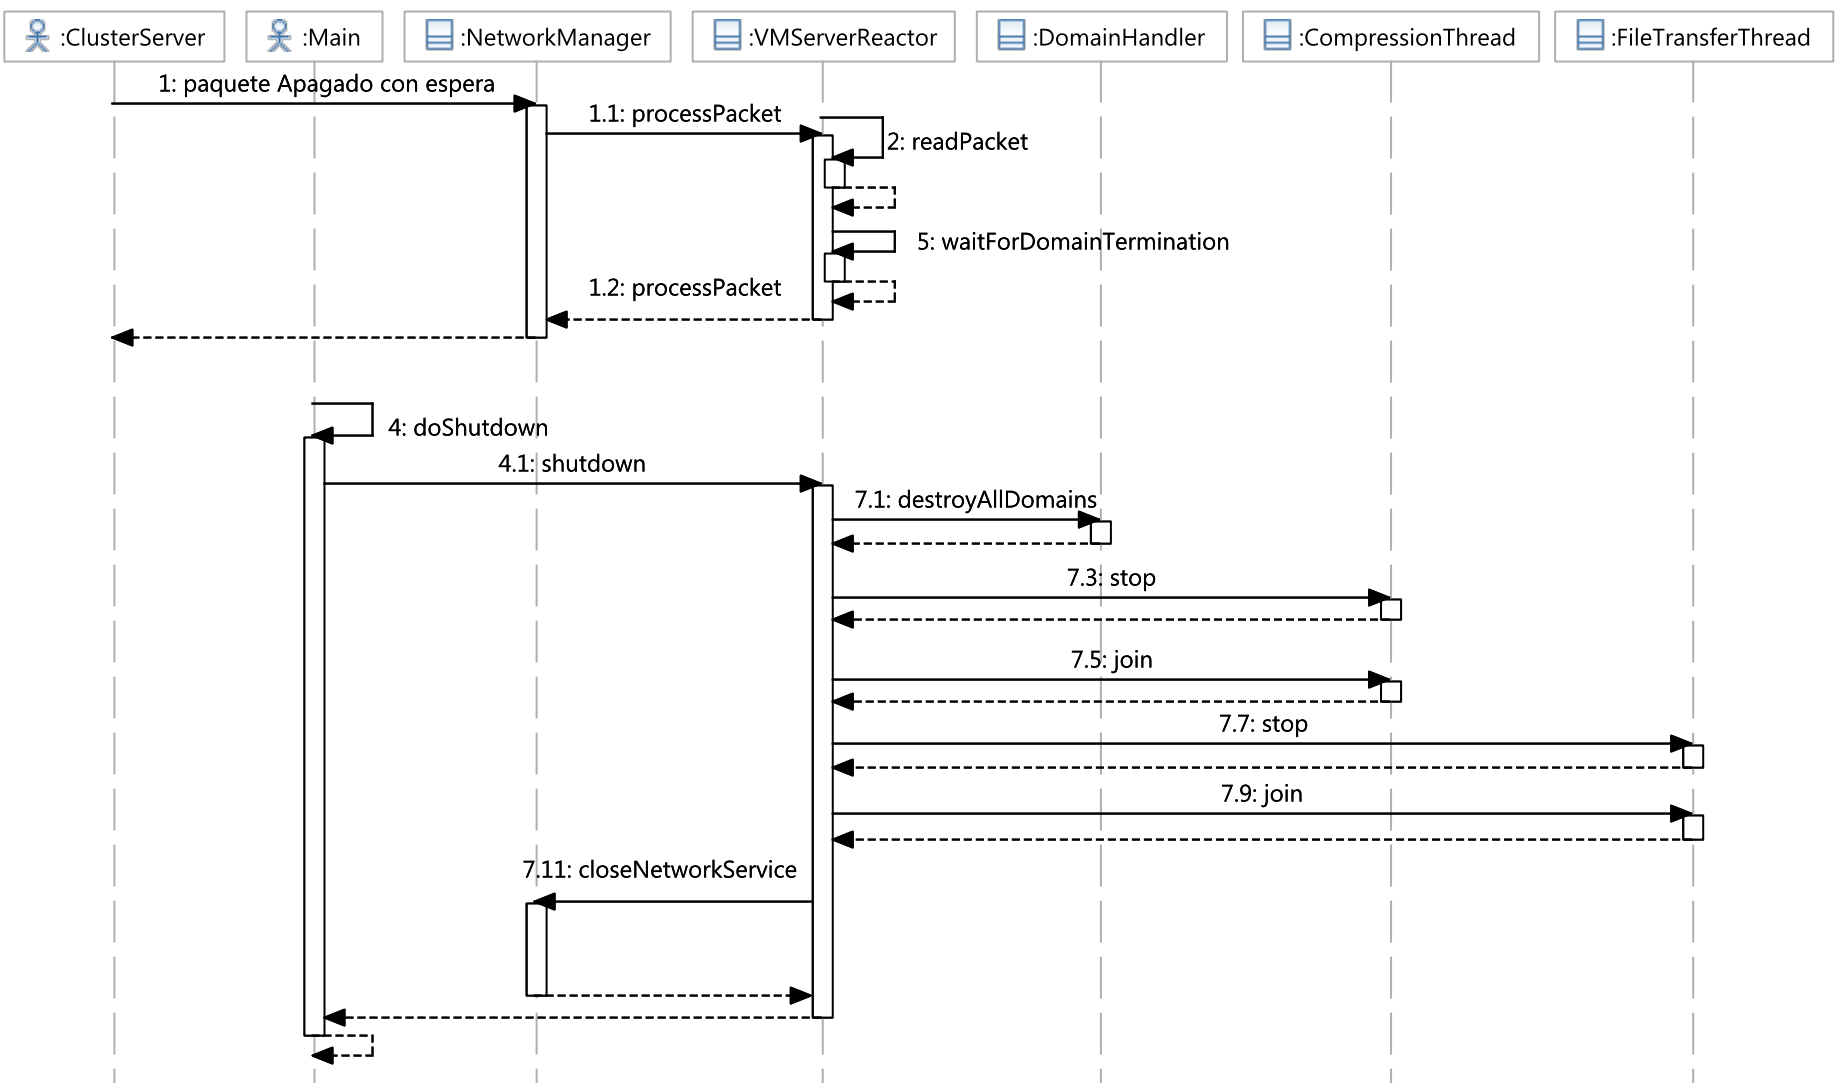 :ClusterServer
:Main
:NetworkManager
:VMServerReactor
:DomainHandler
:CompressionThread
:FileTransferThread
1: paquete Apagado con espera
1.1: processPacket
2: readPacket
5: waitForDomainTermination
1.2: processPacket
4: doShutdown
4.1: shutdown
7.1: destroyAllDomains
7.3: stop
7.5: join
7.7: stop
7.9: join
7.11: closeNetworkService